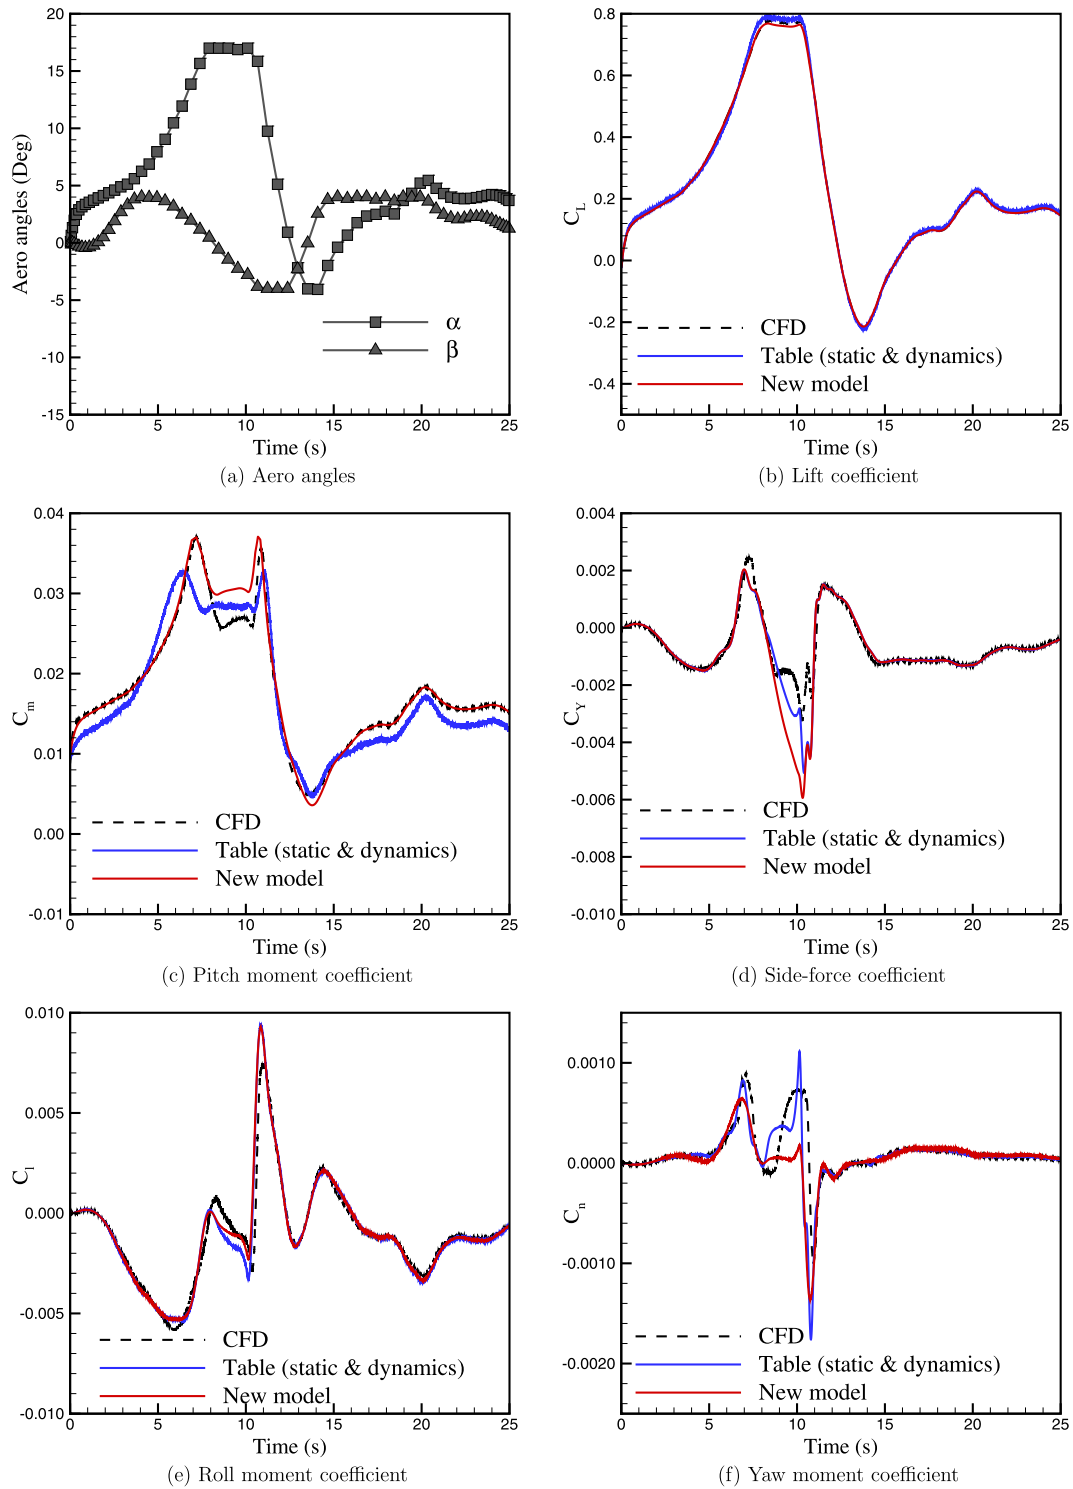 20
15
10
5
0
-5
-10
-15
Aero angles (Deg)
α
β
0 5 10 15 20 25
Time (s)
(a) Aero angles
0.8
0.6
0.4
0.2
0.0
-0.2
-0.4
C_L
CFD
Table (static & dynamics)
New model
0 5 10 15 20 25
Time (s)
(b) Lift coefficient
0.04
0.03
0.02
0.01
0.00
-0.01
C_m
CFD
Table (static & dynamics)
New model
0 5 10 15 20 25
Time (s)
(c) Pitch moment coefficient
0.004
0.002
0.000
-0.002
-0.004
-0.006
-0.008
-0.010
C_Y
CFD
Table (static & dynamics)
New model
0 5 10 15 20 25
Time (s)
(d) Side-force coefficient
0.010
0.005
0.000
-0.005
-0.010
C_l
CFD
Table (static & dynamics)
New model
0 5 10 15 20 25
Time (s)
(e) Roll moment coefficient
0.0010
0.0000
-0.0010
-0.0020
C_n
CFD
Table (static & dynamics)
New model
0 5 10 15 20 25
Time (s)
(f) Yaw moment coefficient